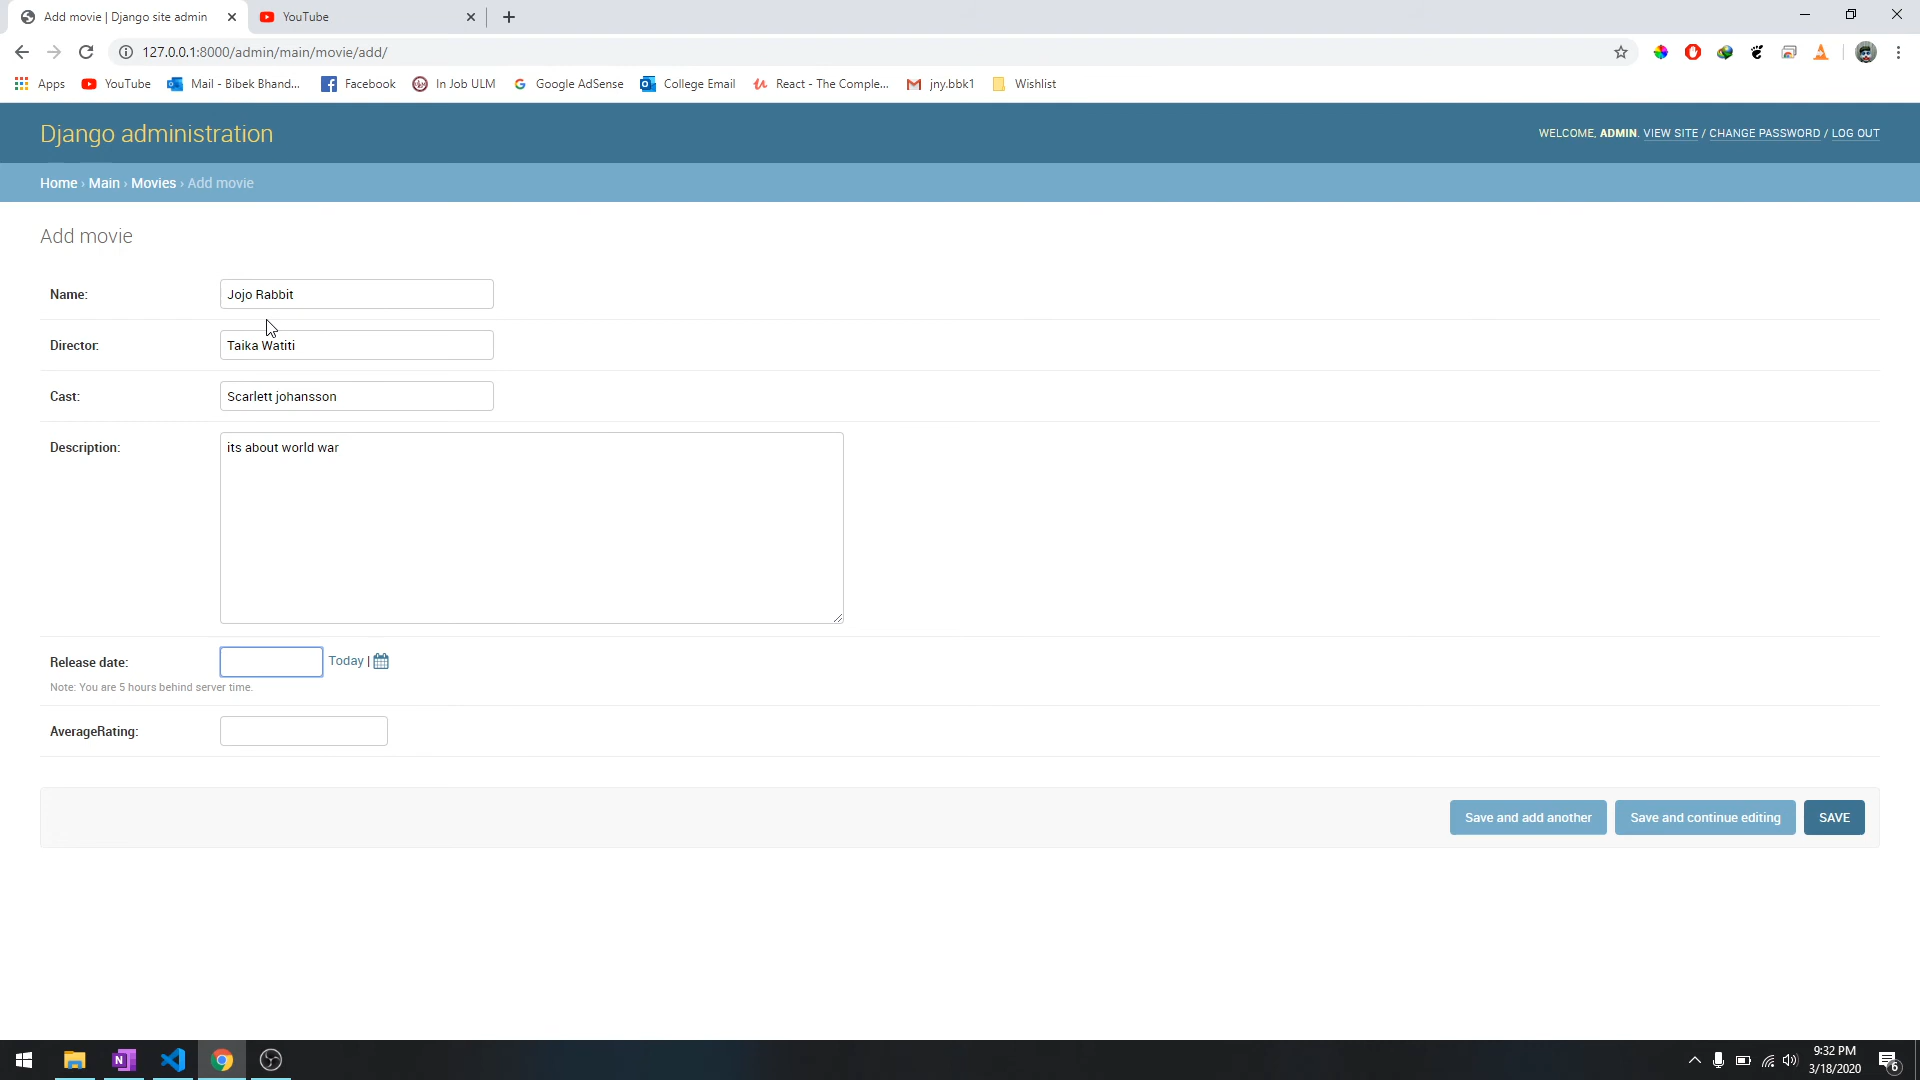 Add movie | Django site admin
YouTube
127.0.0.1:8000/admin/main/movie/add/
Apps YouTube Mail - Bibek Bhand... Facebook In Job ULM Google AdSense College Email React - The Comple... jny.bbk1 Wishlist
Django administration
WELCOME, ADMIN. VIEW SITE / CHANGE PASSWORD / LOG OUT
Home › Main › Movies › Add movie
Add movie
Name: Jojo Rabbit
Director: Taika Watiti
Cast: Scarlett johansson
Description: its about world war
Release date: Today |
Note: You are 5 hours behind server time.
AverageRating:
Save and add another Save and continue editing SAVE
9:32 PM
3/18/2020
6